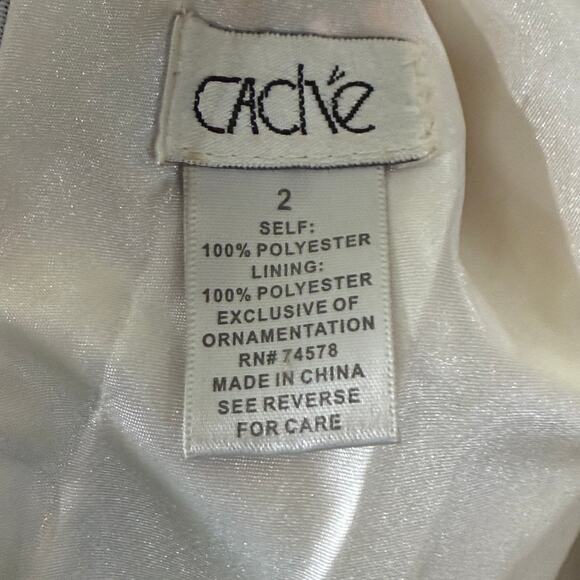 CACHÉ
2
SELF:
100% POLYESTER
LINING:
100% POLYESTER
EXCLUSIVE OF
ORNAMENTATION
RN# 74578
MADE IN CHINA
SEE REVERSE
FOR CARE